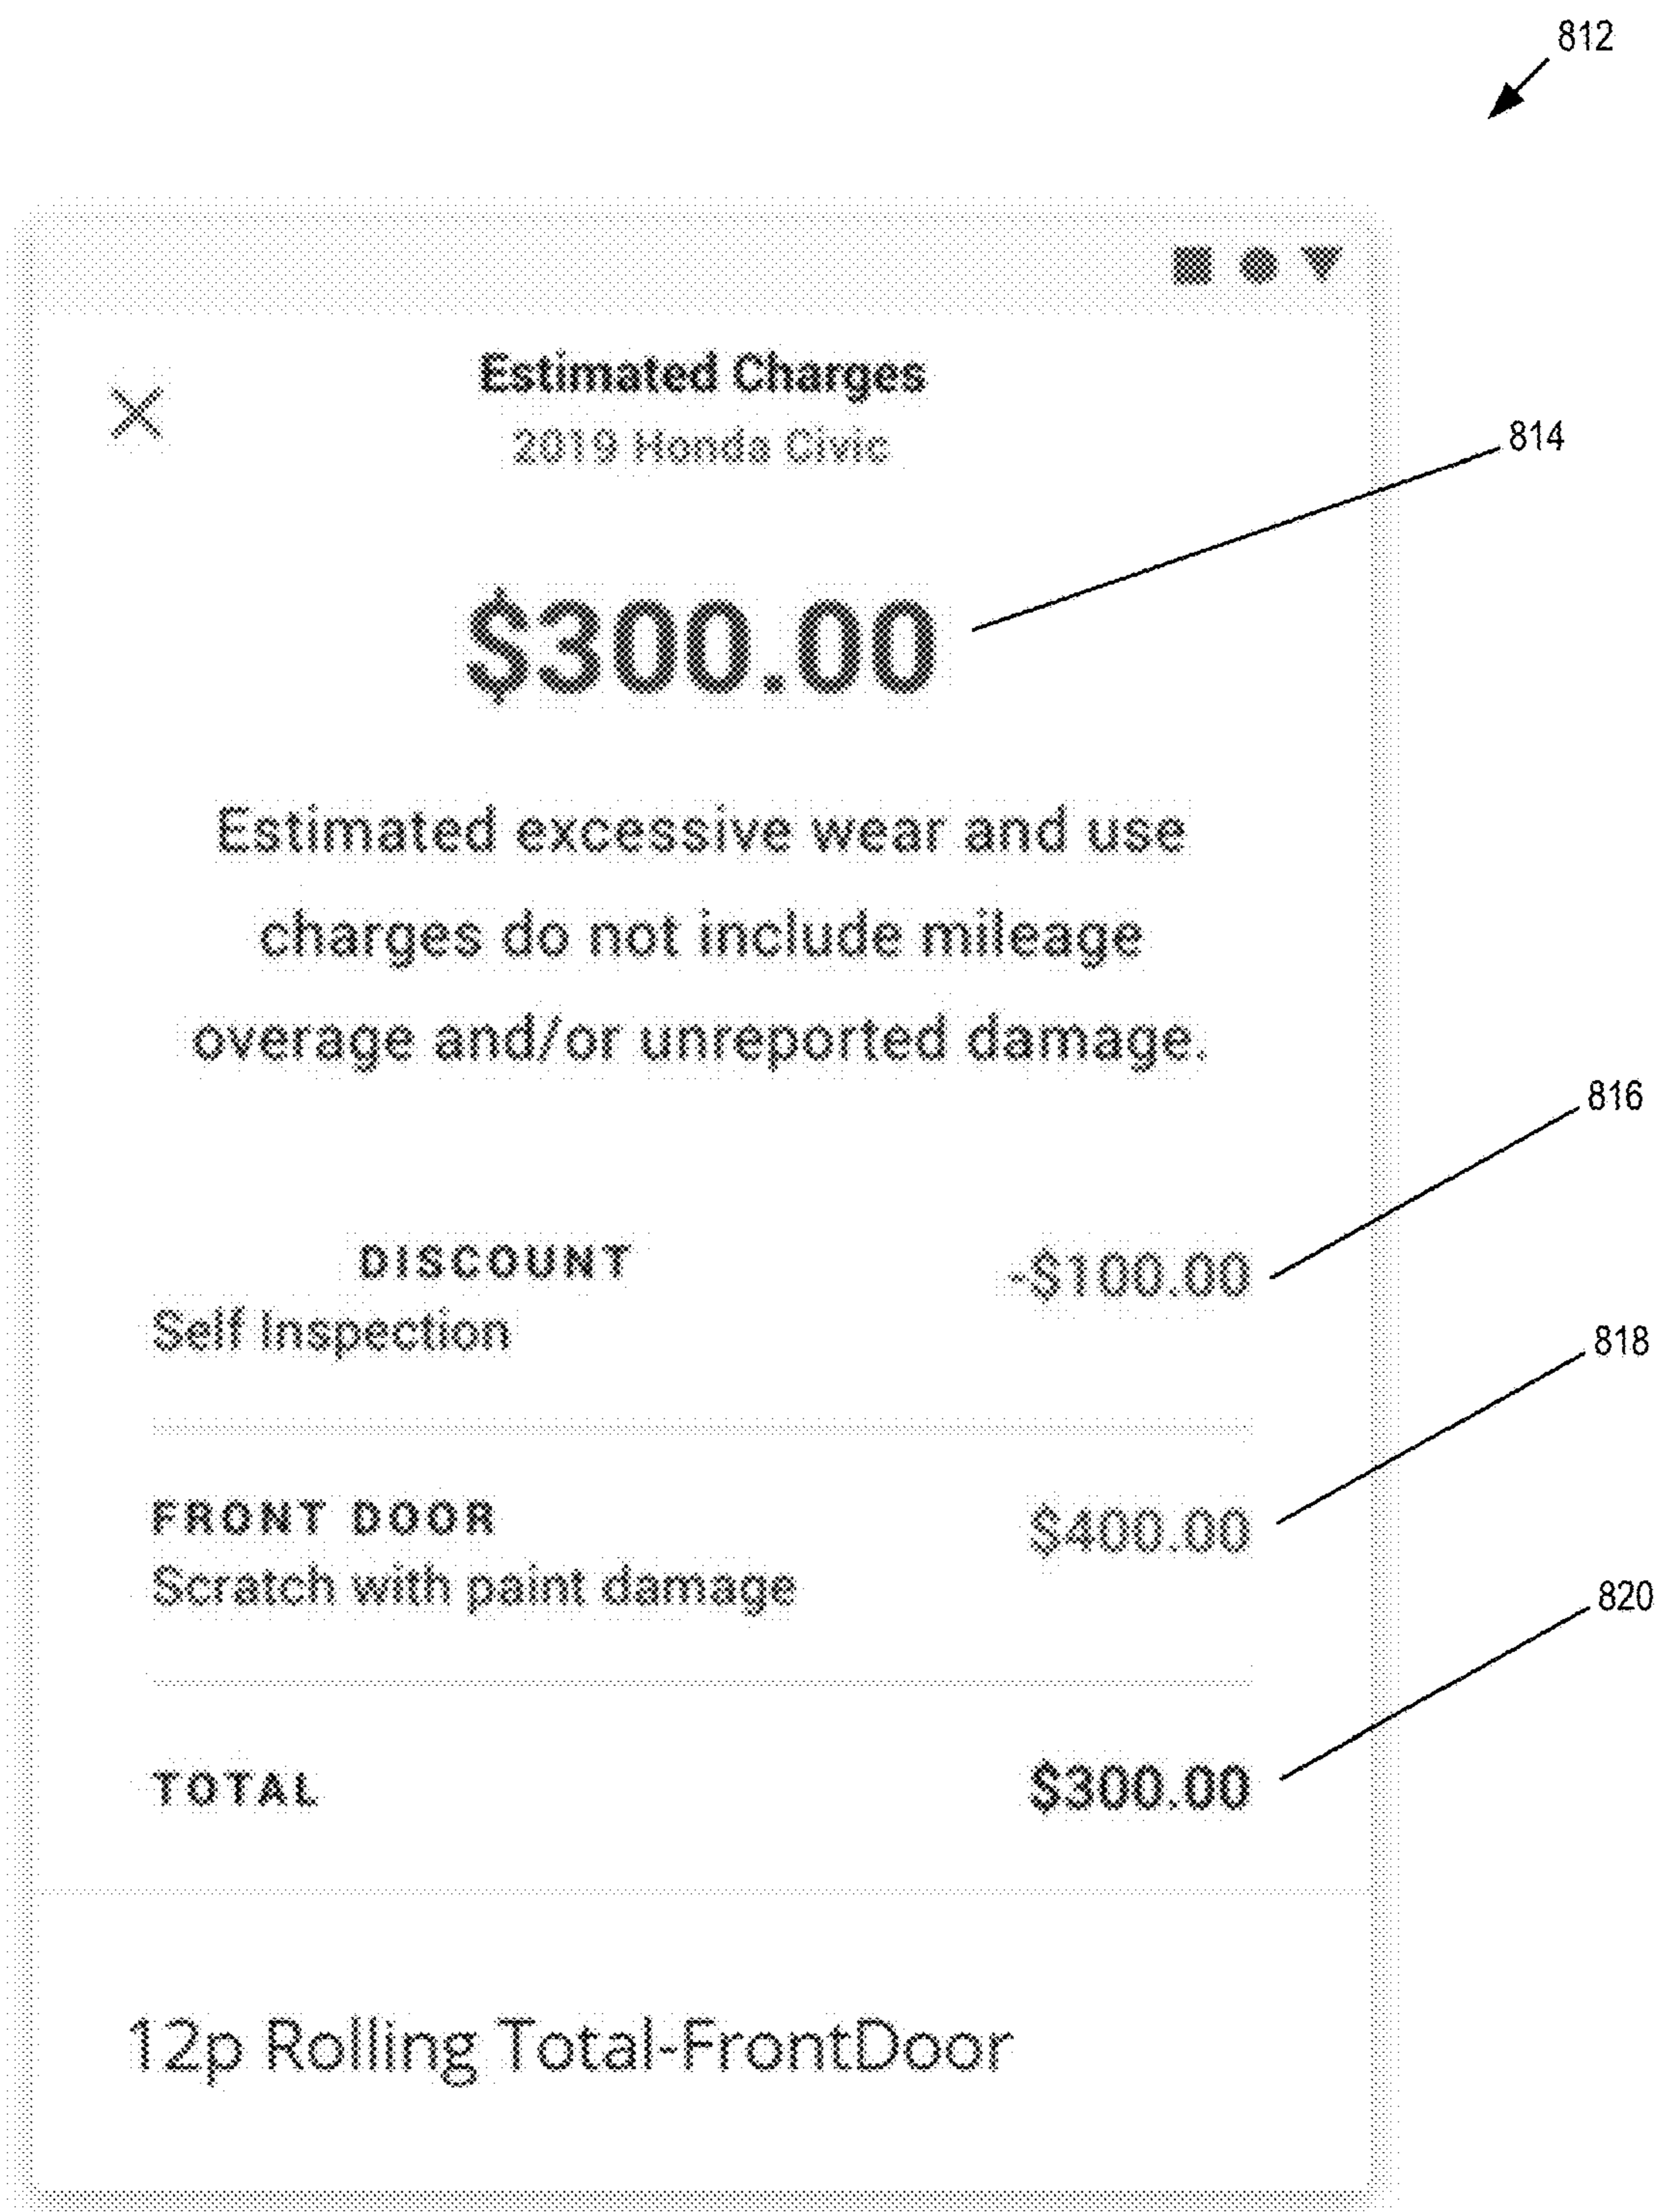 812
Estimated Charges
2019 Honda Civic
814
$300.00
Estimated excessive wear and use
charges do not include mileage
overage and/or unreported damage.
816
DISCOUNT
-$100.00
Self Inspection
818
FRONT DOOR
$400.00
Scratch with paint damage
820
TOTAL
$300.00
12p Rolling Total-FrontDoor